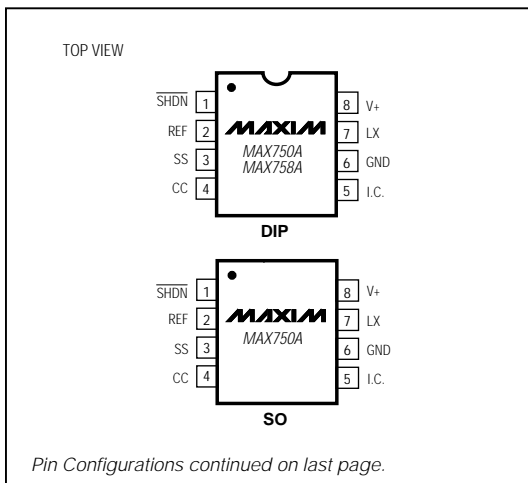 TOP VIEW
SHDN 1 8 V+
REF 2 MAXIM 7 LX
SS 3 MAX750A 6 GND
MAX758A
CC 4 5 I.C.
DIP
SHDN 1 8 V+
REF 2 MAXIM 7 LX
SS 3 MAX750A 6 GND
CC 4 5 I.C.
SO
Pin Configurations continued on last page.